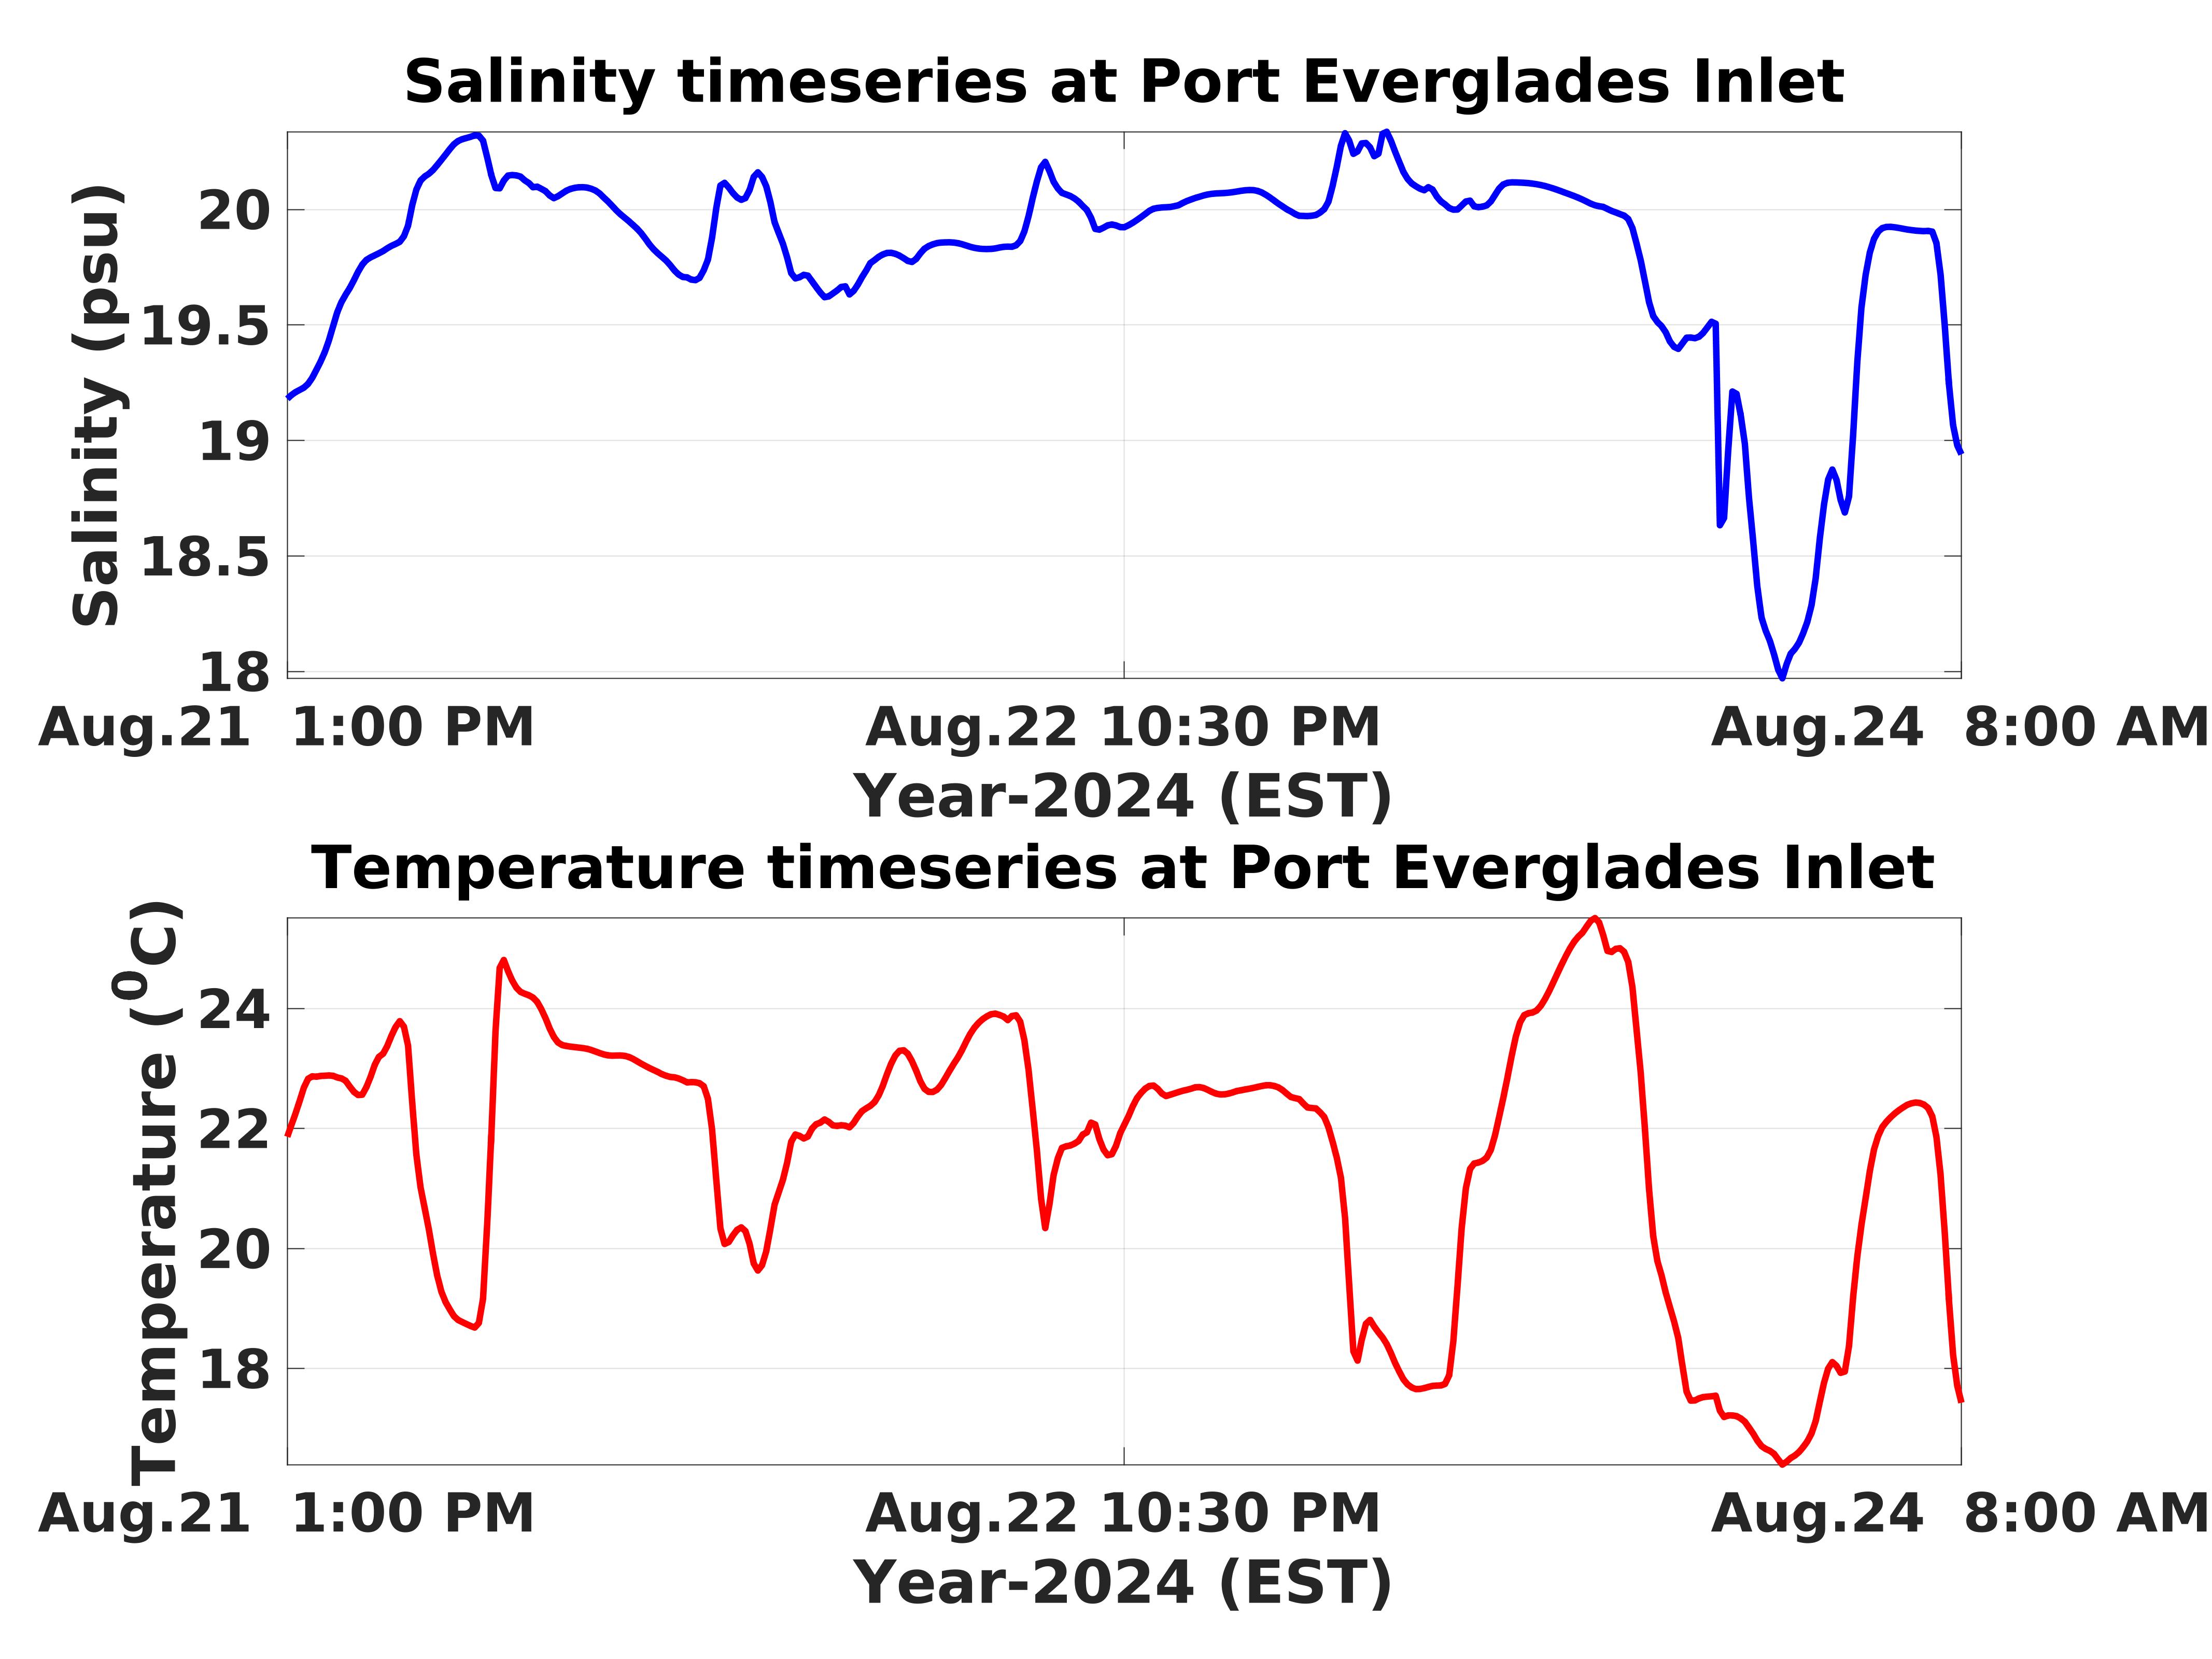 Salinity timeseries at Port Everglades Inlet
Salinity (psu)
20
19.5
19
18.5
18
Aug.21  1:00 PM
Aug.22 10:30 PM
Aug.24  8:00 AM
Year-2024 (EST)
Temperature timeseries at Port Everglades Inlet
Temperature (⁰C)
24
22
20
18
Aug.21  1:00 PM
Aug.22 10:30 PM
Aug.24  8:00 AM
Year-2024 (EST)